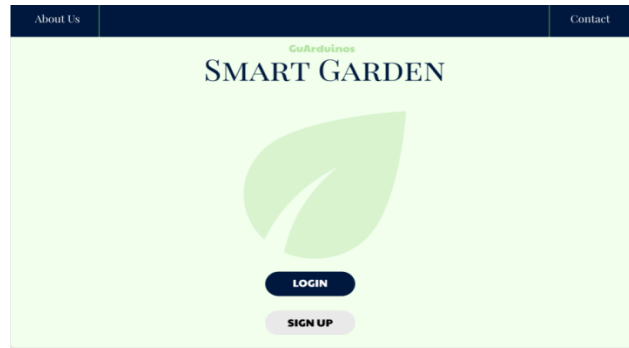 About Us
Contact
GuArduinos
SMART GARDEN
LOGIN
SIGN UP